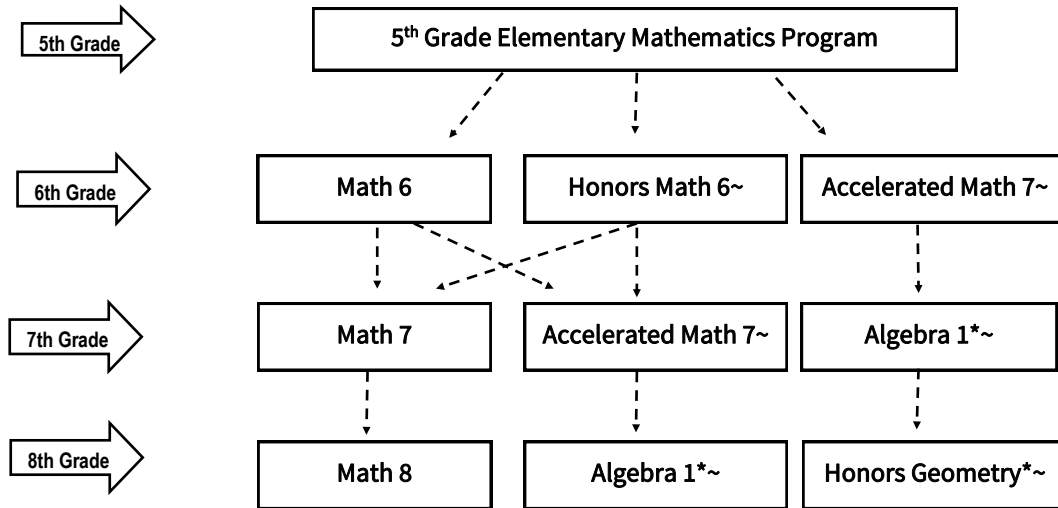 5th Grade
5th Grade Elementary Mathematics Program
6th Grade
Math 6
Honors Math 6~
Accelerated Math 7~
7th Grade
Math 7
Accelerated Math 7~
Algebra 1*~
8th Grade
Math 8
Algebra 1*~
Honors Geometry*~